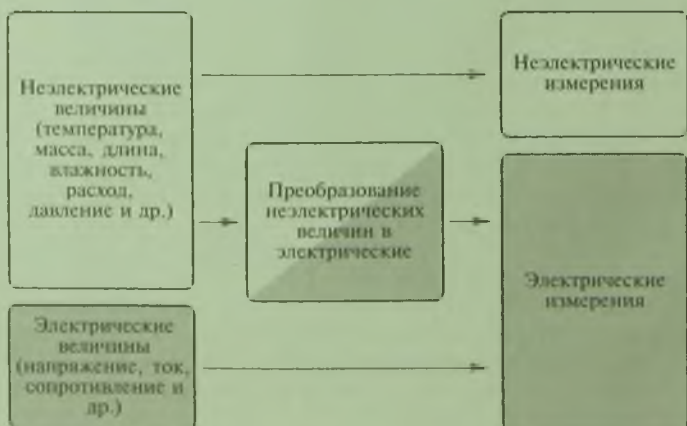 Неэлектрические
величины
(температура,
масса, длина,
влажность,
расход,
давление и др.)
Неэлектрические
измерения
Преобразование
неэлектрических
величин в
электрические
Электрические
измерения
Электрические
величины
(напряжение, ток,
сопротивление и
др.)